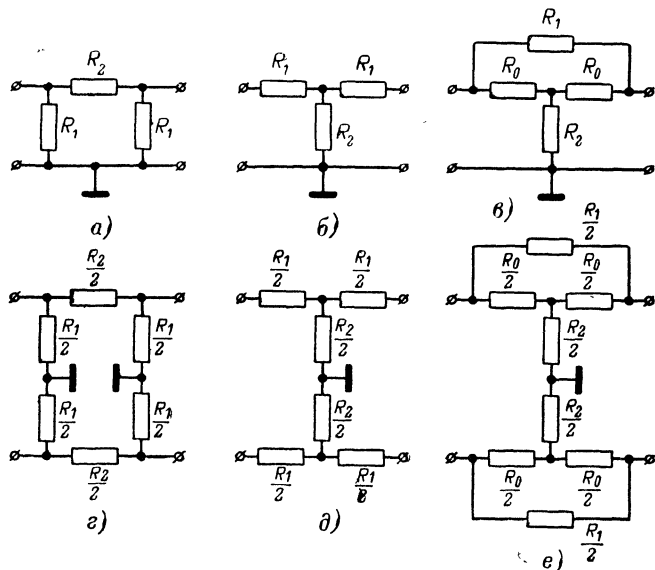 R₂
R₁
R₁
а)
R₁
R₁
R₂
б)
R₁
R₀
R₀
R₂
в)
R₂/2
R₁/2
R₁/2
R₁/2
R₁/2
R₂/2
г)
R₁/2
R₁/2
R₂/2
R₂/2
R₁/2
R₁/в
д)
R₁/2
R₀/2
R₀/2
R₂/2
R₂/2
R₀/2
R₀/2
R₁/2
е)